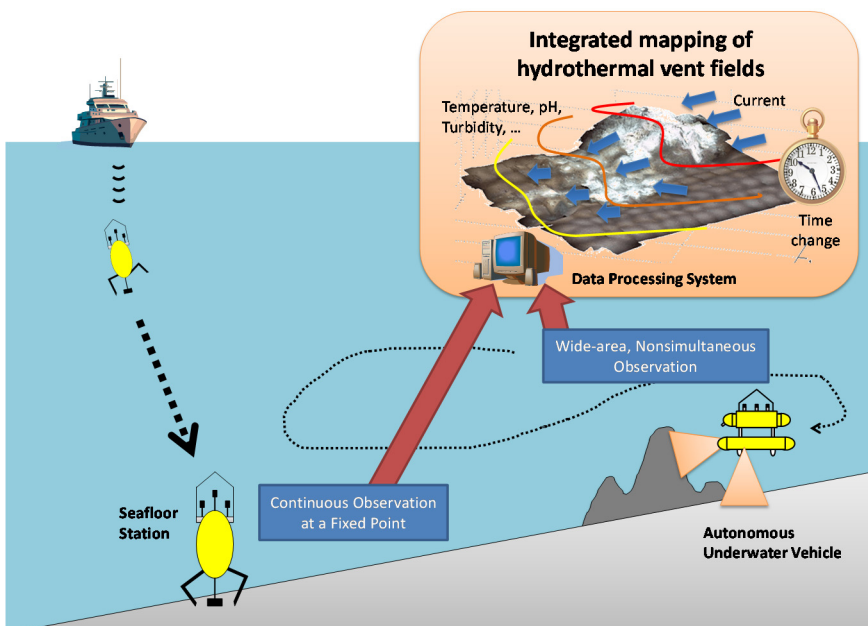 Integrated mapping of
hydrothermal vent fields
Temperature, pH,
Turbidity, ...
Current
Time
change
Data Processing System
Wide-area, Nonsimultaneous
Observation
Continuous Observation
at a Fixed Point
Seafloor
Station
Autonomous
Underwater Vehicle